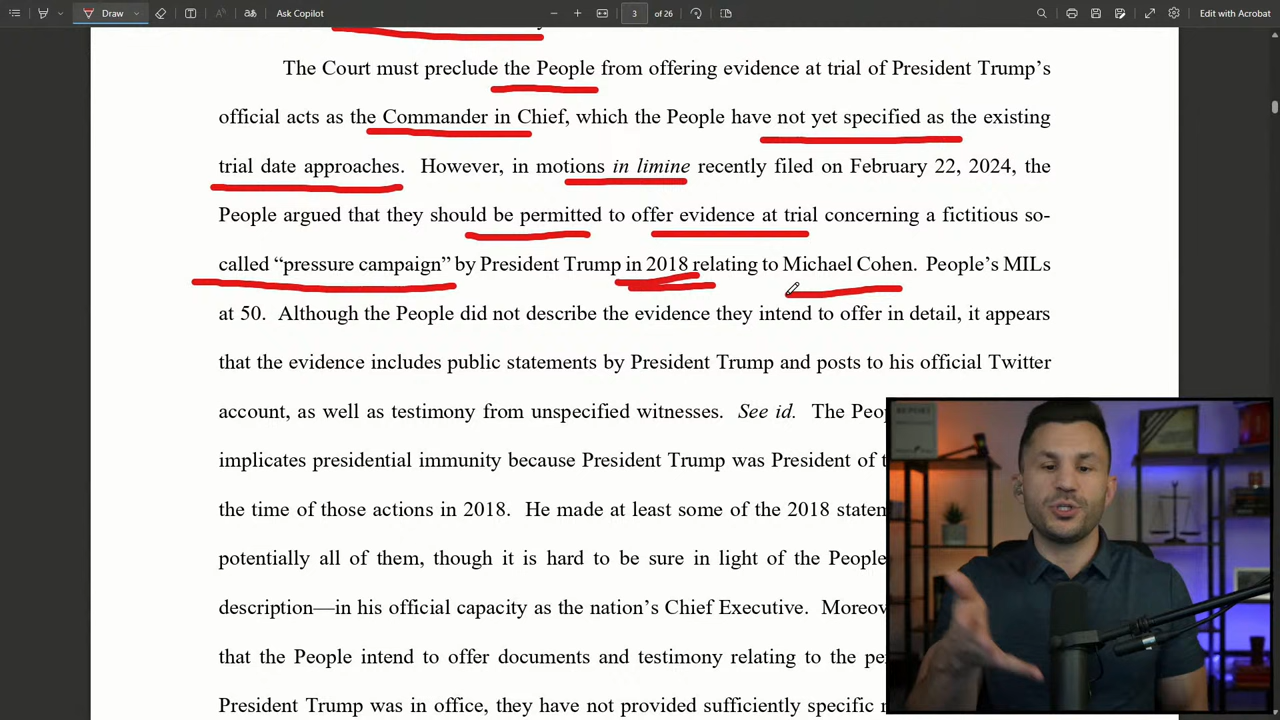 Draw
Ask Copilot
3
of 26
Edit with Acrobat
The Court must preclude the People from offering evidence at trial of President Trump's
official acts as the Commander in Chief, which the People have not yet specified as the existing
trial date approaches. However, in motions in limine recently filed on February 22, 2024, the
People argued that they should be permitted to offer evidence at trial concerning a fictitious so-
called “pressure campaign” by President Trump in 2018 relating to Michael Cohen. People's MILs
at 50. Although the People did not describe the evidence they intend to offer in detail, it appears
that the evidence includes public statements by President Trump and posts to his official Twitter
account, as well as testimony from unspecified witnesses. See id. The
implicates presidential immunity because President Trump was President of
the time of those actions in 2018. He made at least some of the 2018
potentially all of them, though it is hard to be sure in light of the People
description—in his official capacity as the nation's Chief Executive.
that the People intend to offer documents and testimony relating to the
President Trump was in office, they have not provided sufficiently specific